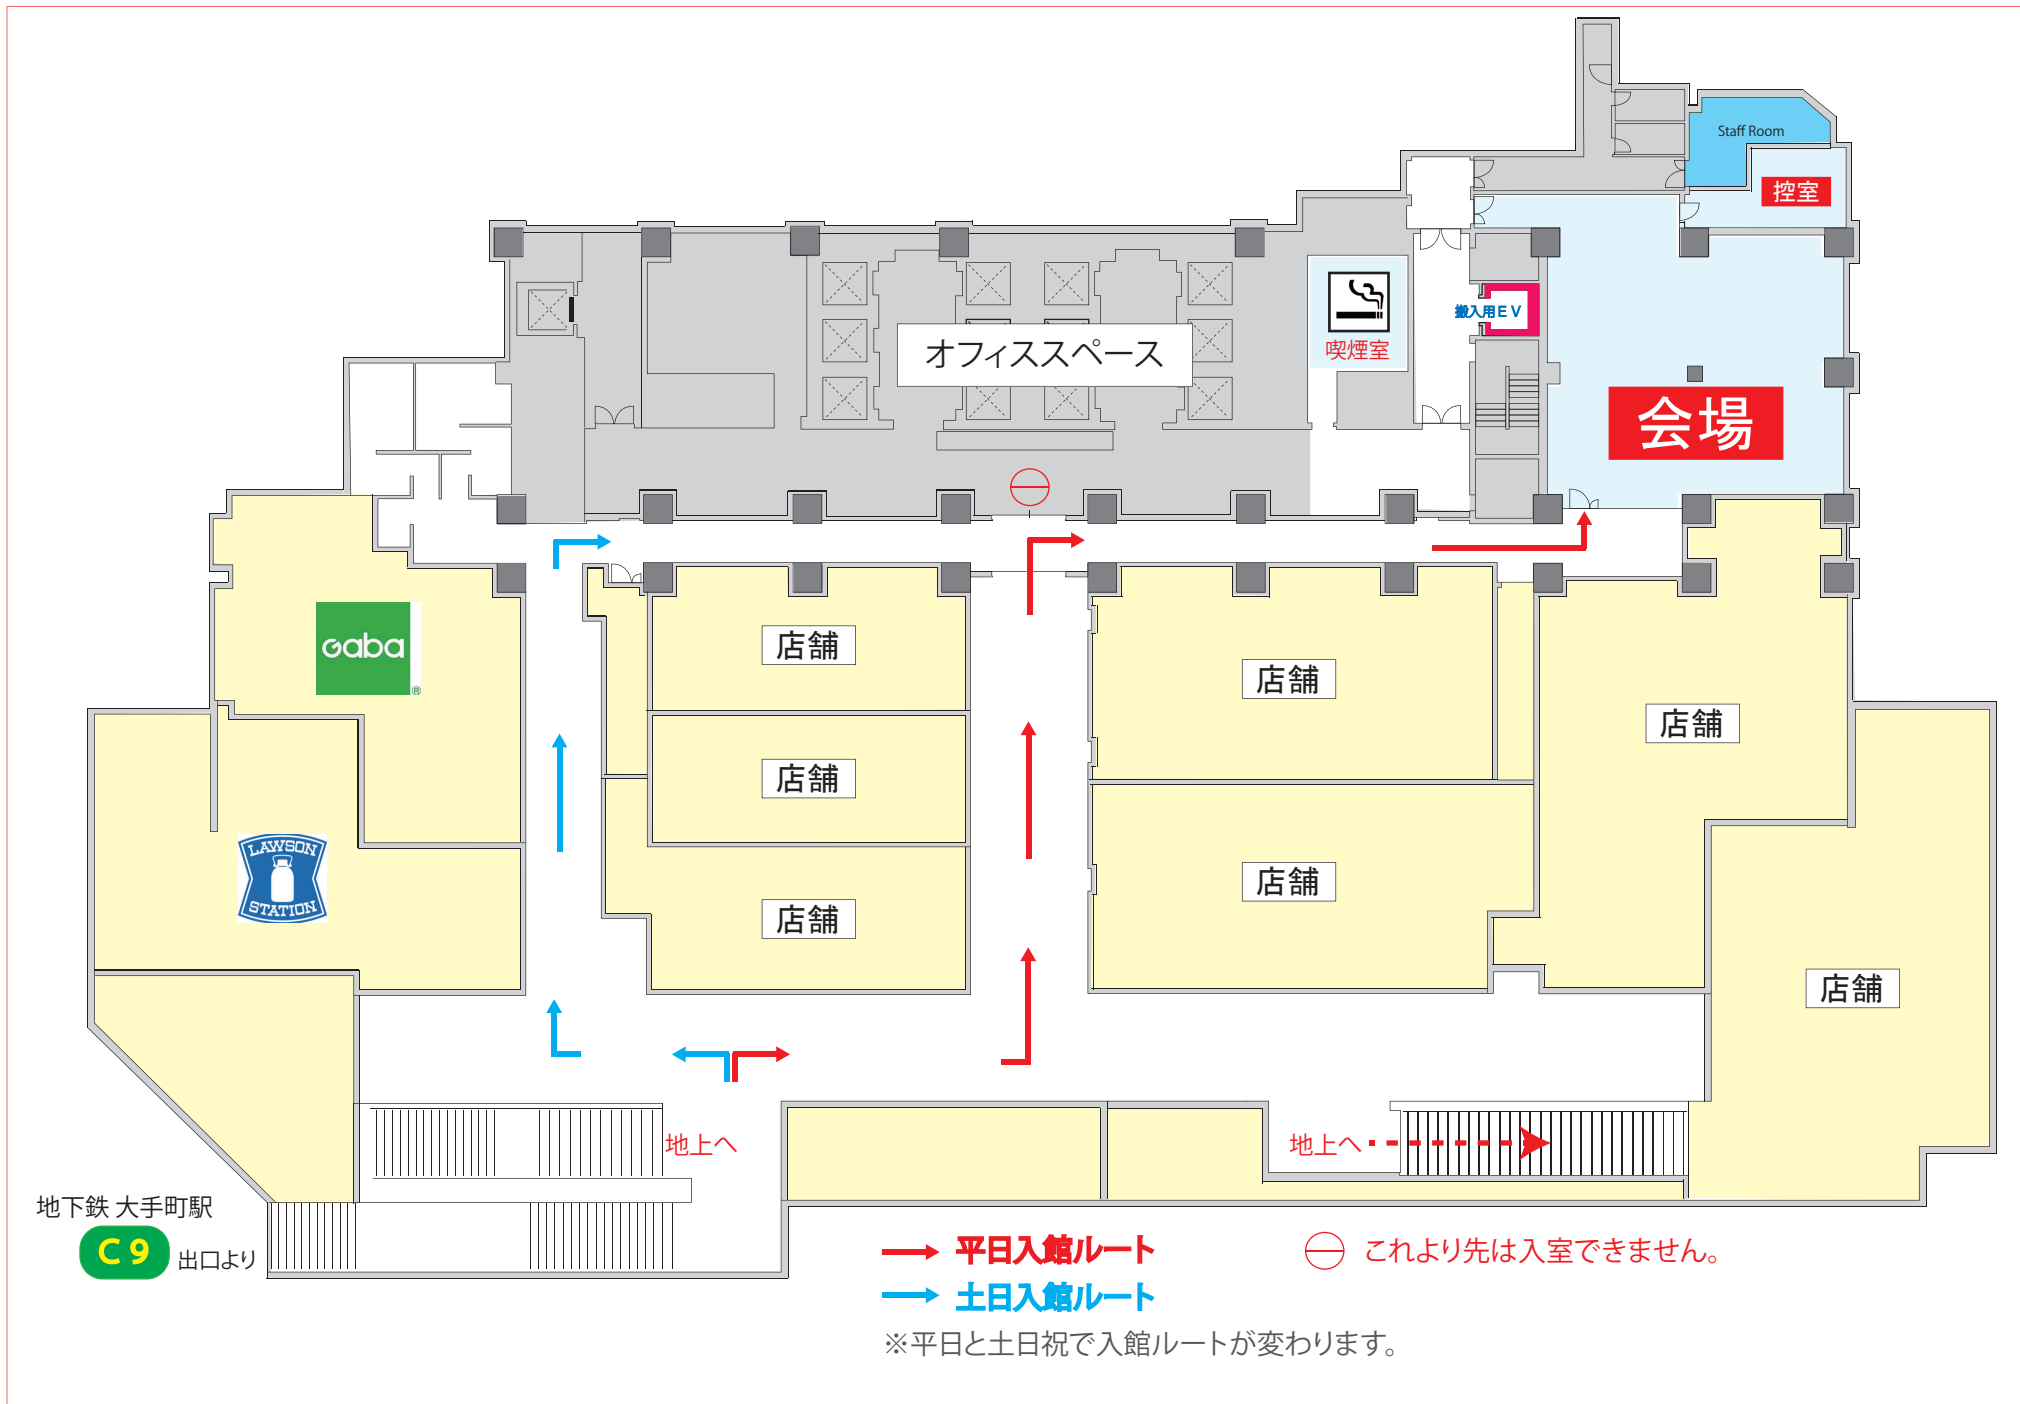 Staff Room
控室
搬入用EV
喫煙室
オフィススペース
会場
Gaba
®
店舗
店舗
店舗
店舗
LAWSON
STATION
店舗
店舗
店舗
地上へ
地上へ
地下鉄 大手町駅
C9 出口より
平日入館ルート
これより先は入室できません。
土日入館ルート
※平日と土日祝で入館ルートが変わります。